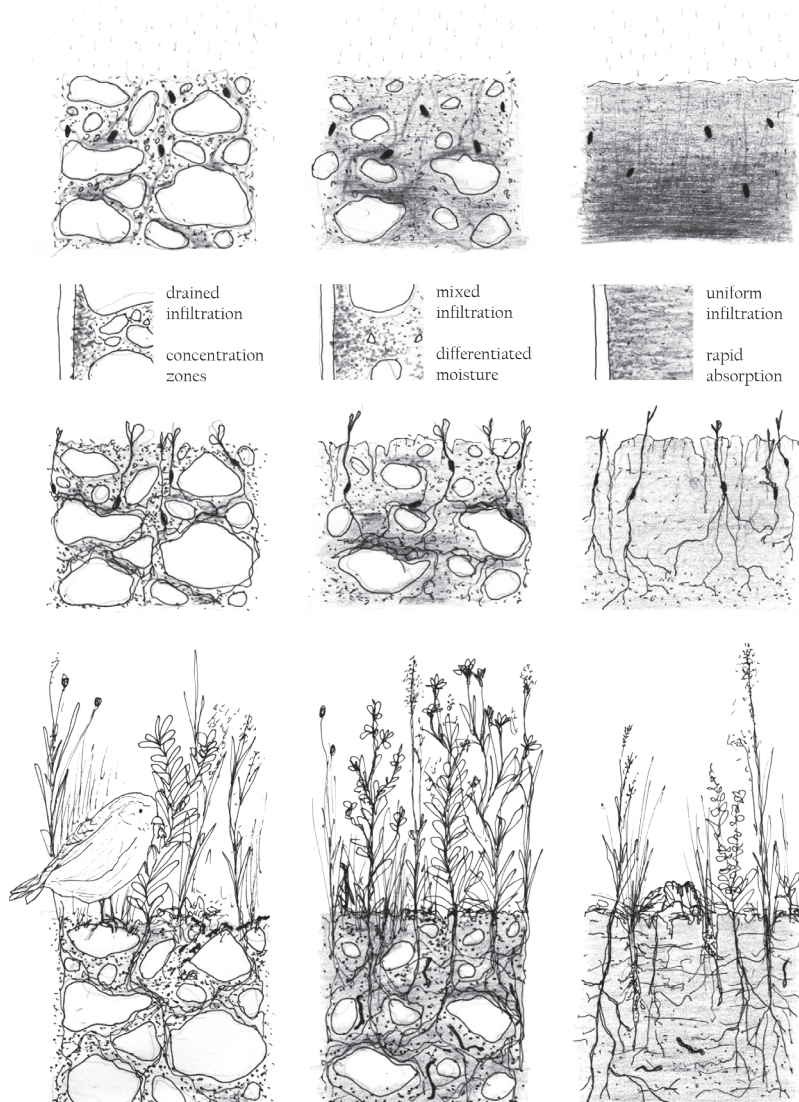 drained
infiltration
concentration
zones
mixed
infiltration
differentiated
moisture
uniform
infiltration
rapid
absorption